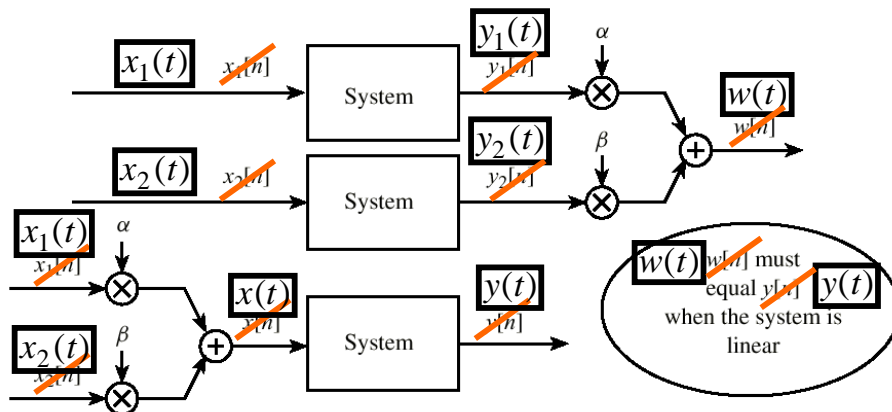 x₁(t) x₁[n] System y₁(t) y₁[n] α w(t) w[n]
x₂(t) x₂[n] System y₂(t) y₂[n] β
x₁(t) x₁[n] α
x(t) x[n] System y(t) y[n]
x₂(t) x₂[n] β
w(t) w[n] must
equal y[n] y(t)
when the system is
linear